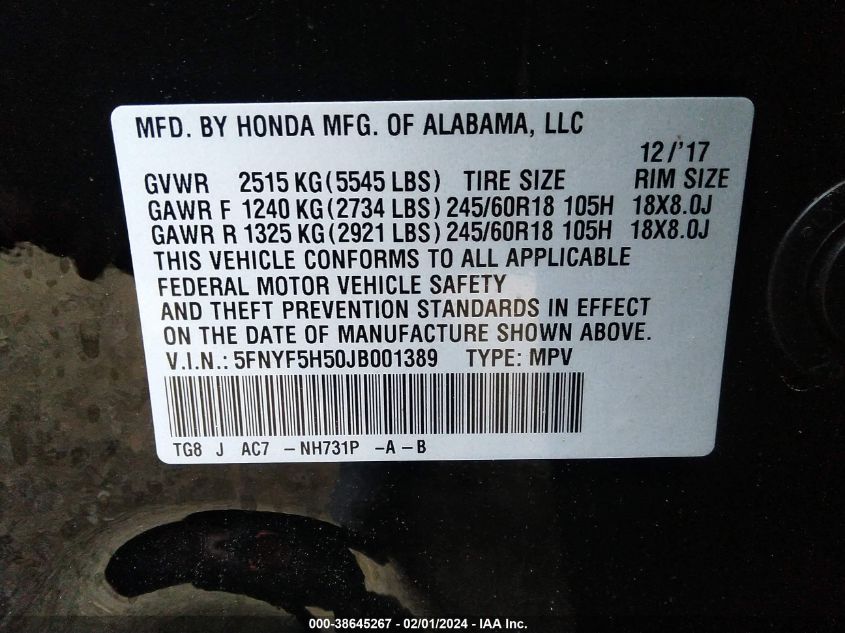 MFD. BY HONDA MFG. OF ALABAMA, LLC
12/'17
GVWR 2515 KG (5545 LBS) TIRE SIZE RIM SIZE
GAWR F 1240 KG (2734 LBS) 245/60R18 105H 18X8.0J
GAWR R 1325 KG (2921 LBS) 245/60R18 105H 18X8.0J
THIS VEHICLE CONFORMS TO ALL APPLICABLE
FEDERAL MOTOR VEHICLE SAFETY
AND THEFT PREVENTION STANDARDS IN EFFECT
ON THE DATE OF MANUFACTURE SHOWN ABOVE.
V.I.N.: 5FNYF5H50JB001389 TYPE: MPV
TG8 J AC7 – NH731P –A – B
000-38645267 - 02/01/2024 - IAA Inc.